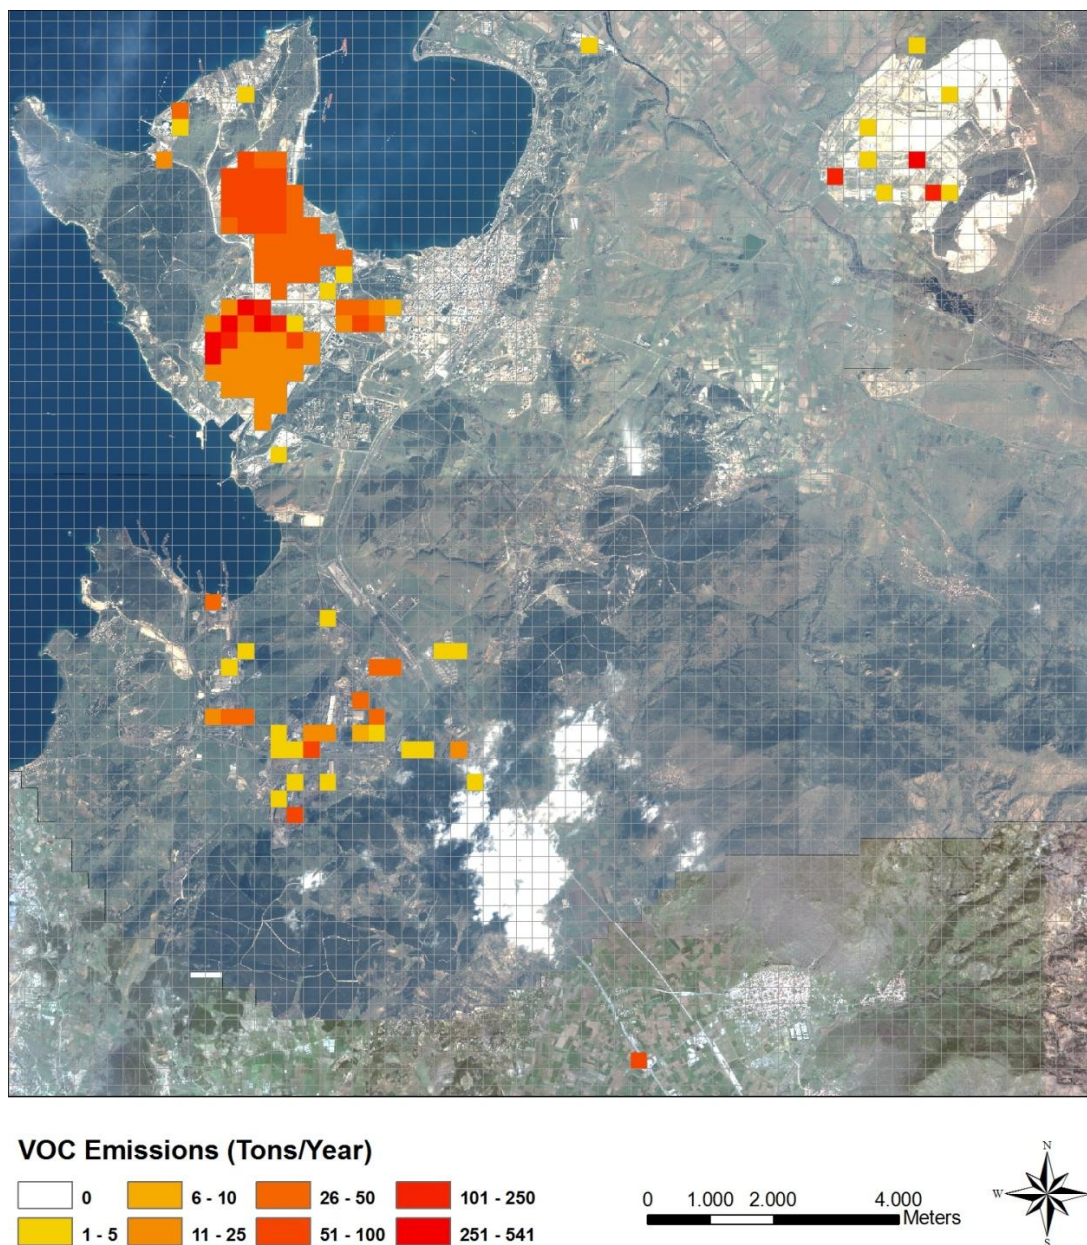 VOC Emissions (Tons/Year)
0 6 - 10 26 - 50 101 - 250
1 - 5 11 - 25 51 - 100 251 - 541
0 1.000 2.000 4.000
Meters
N
W
S